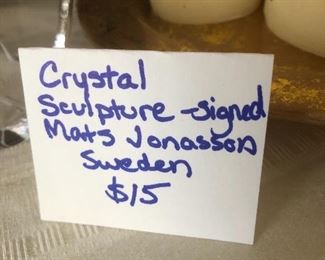 Crystal
Sculpture - signed
Mats Jonasson
Sweden
$15